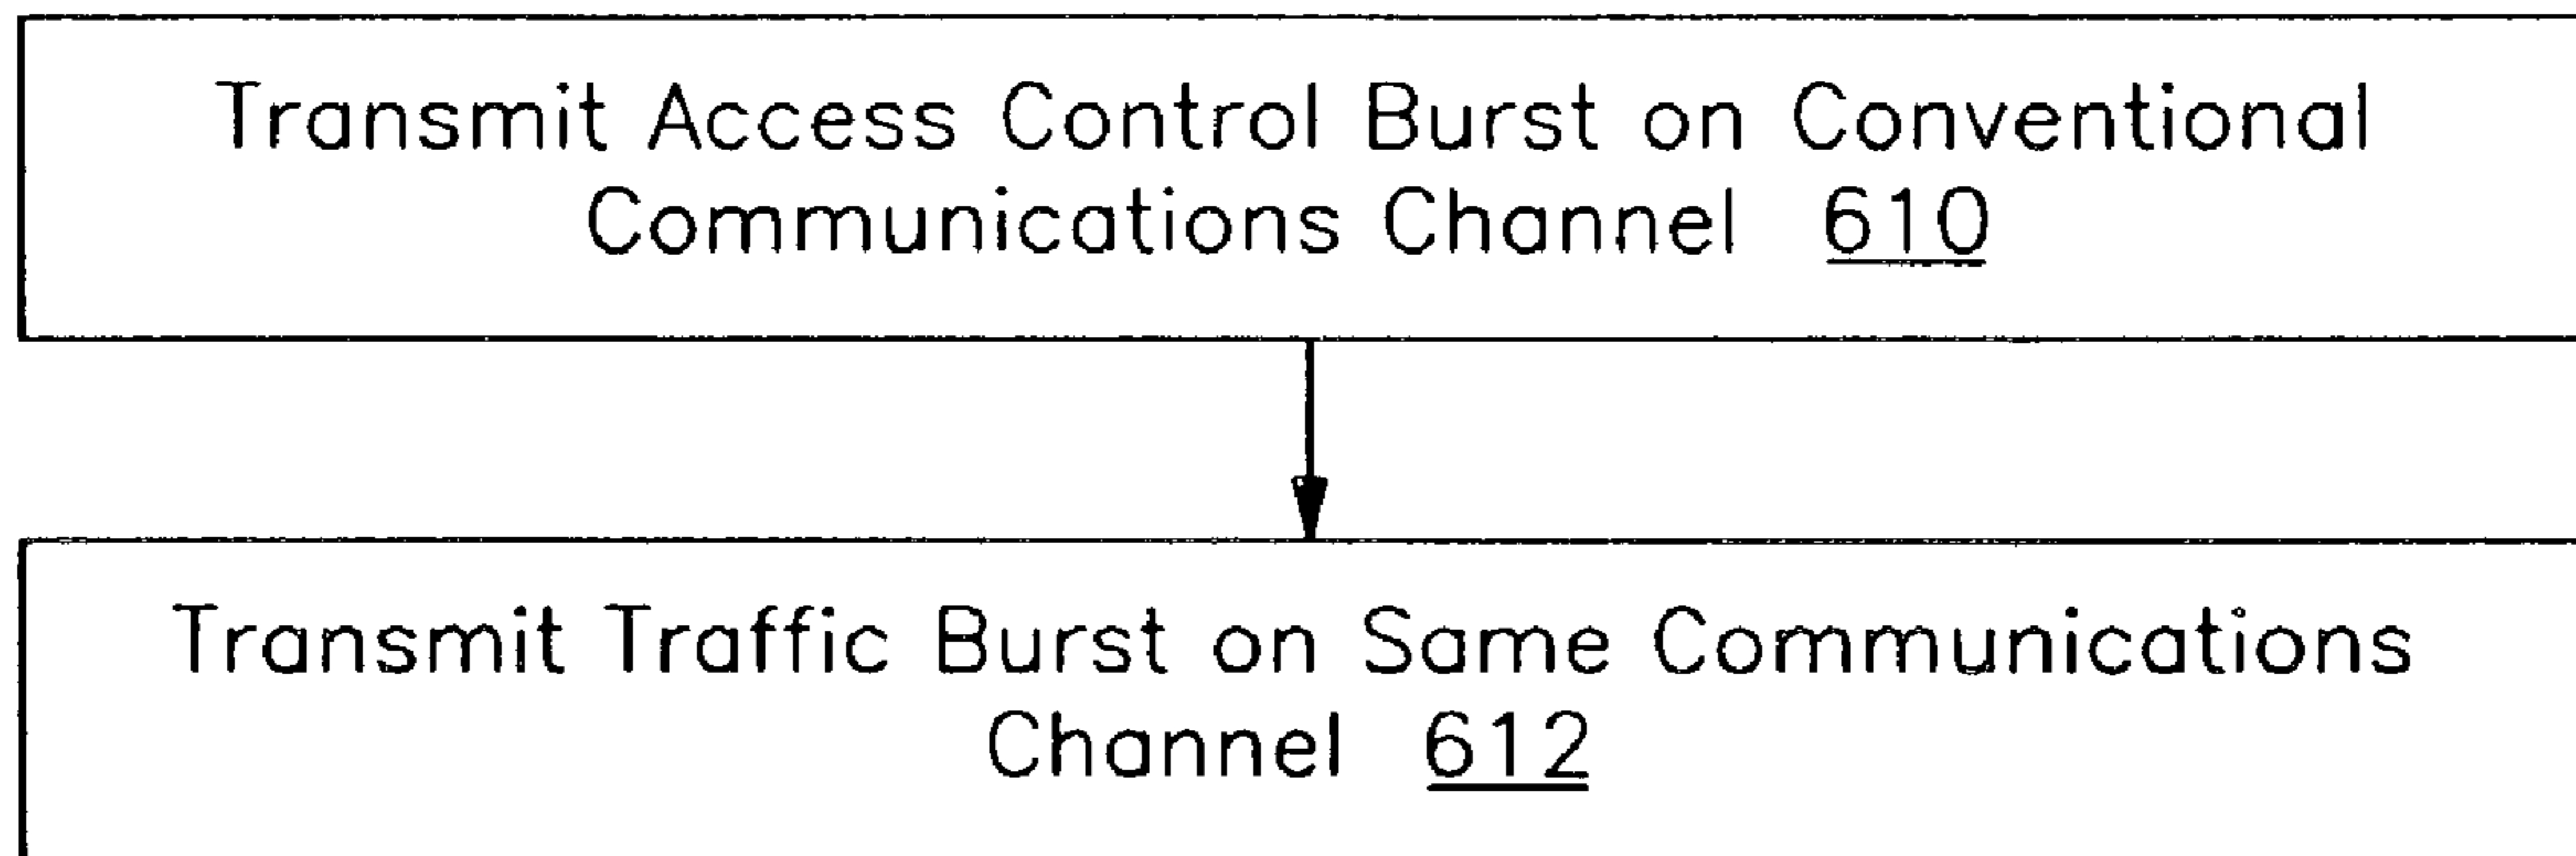 Transmit Access Control Burst on Conventional
Communications Channel 610
Transmit Traffic Burst on Same Communications
Channel 612